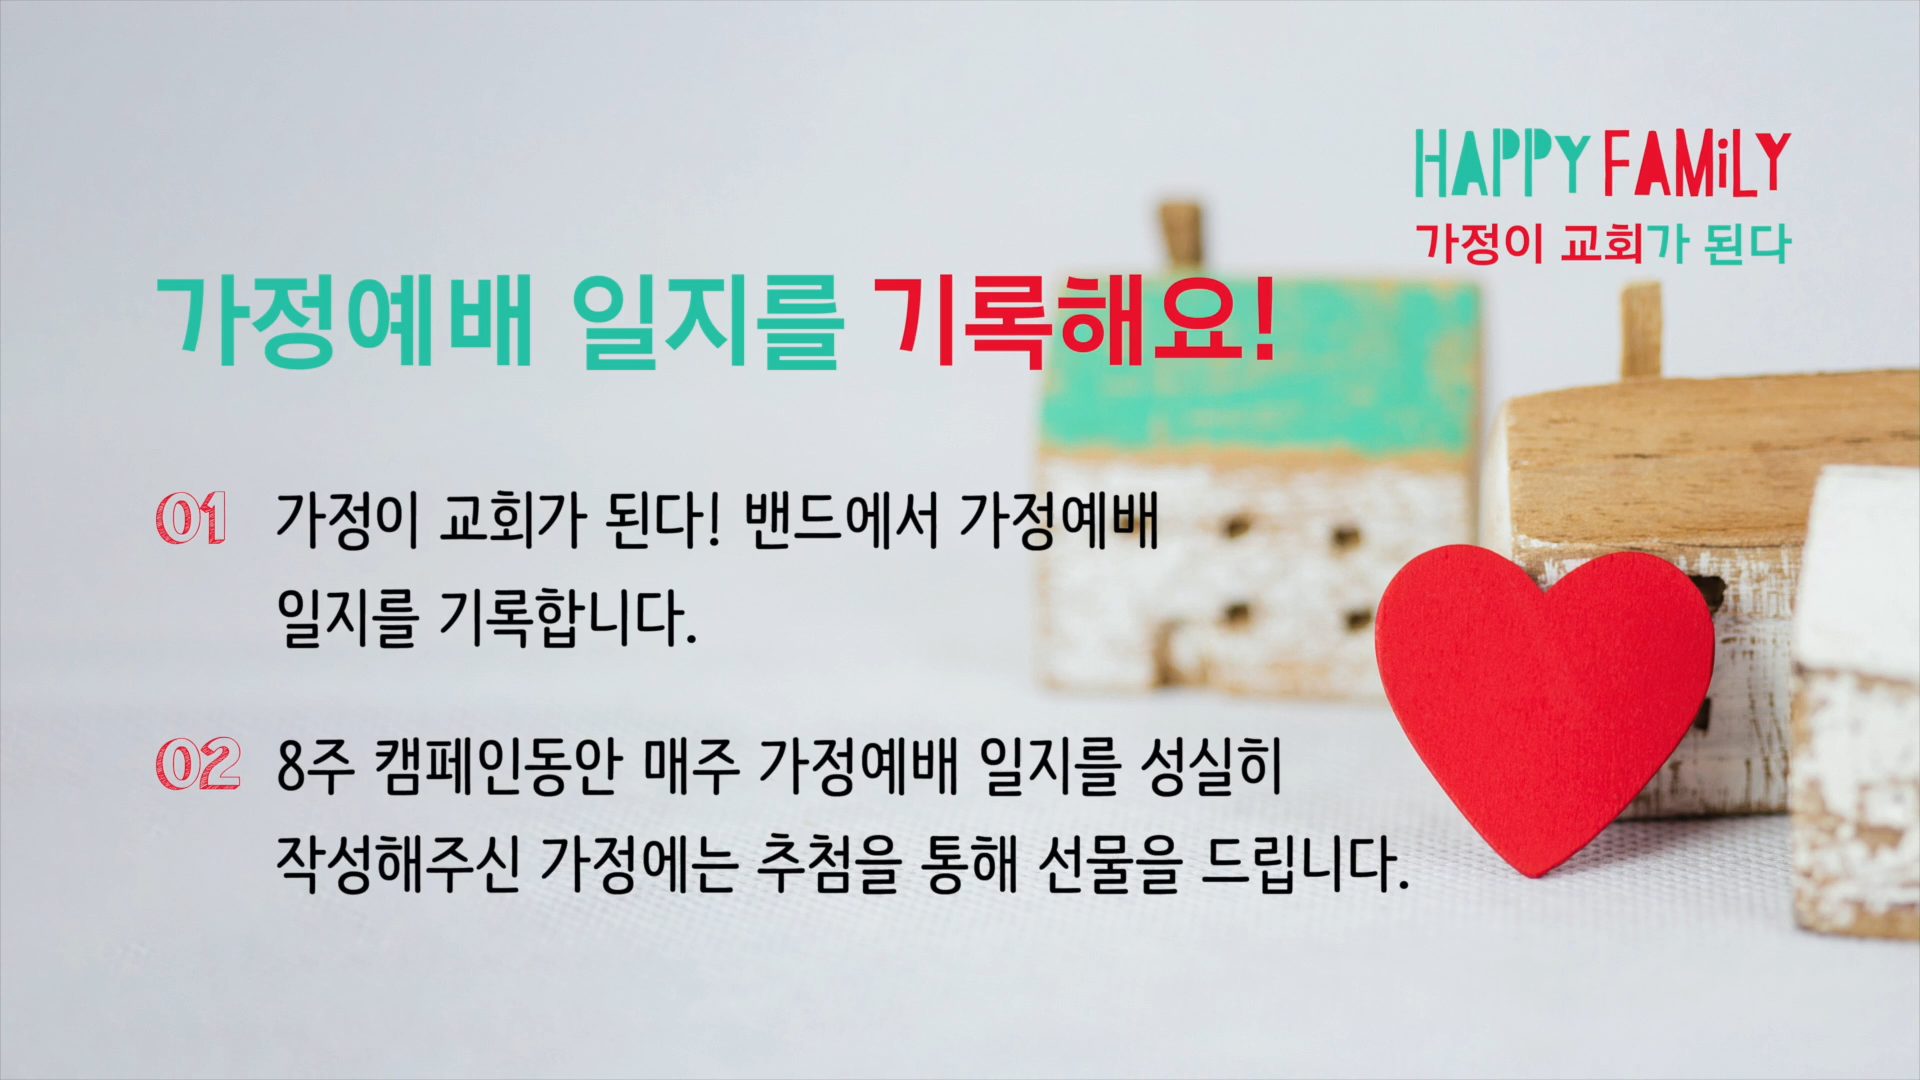 HAPPY FAMiLY
가정이 교회가 된다
가정예배 일지를 기록해요!
01 가정이 교회가 된다! 밴드에서 가정예배
일지를 기록합니다.
02 8주 캠페인동안 매주 가정예배 일지를 성실히
작성해주신 가정에는 추첨을 통해 선물을 드립니다.